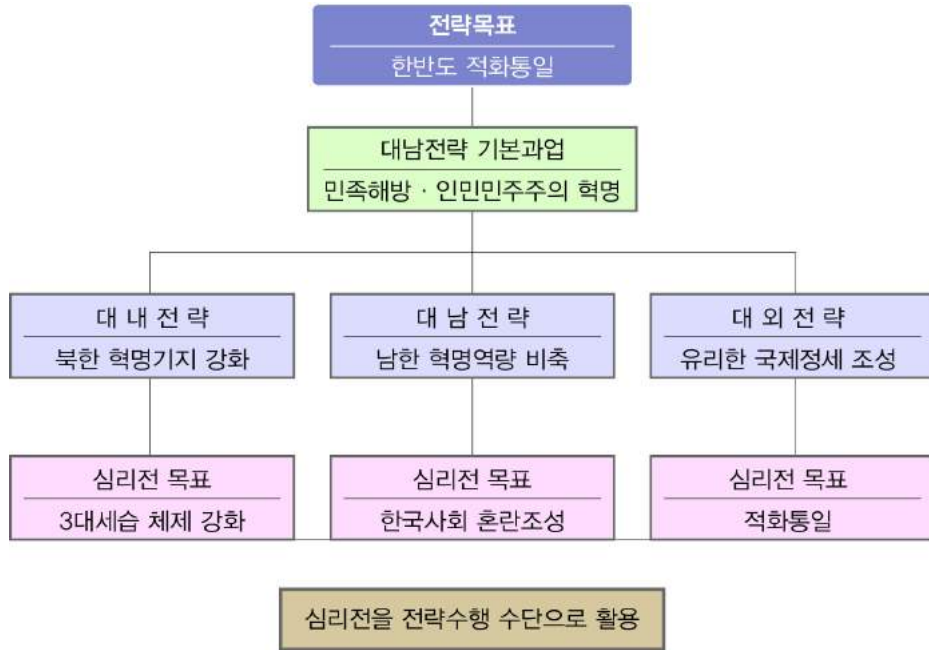 전략목표
한반도 적화통일
대남전략 기본과업
민족해방 · 인민민주주의 혁명
대 내 전 략
북한 혁명기지 강화
대 남 전 략
남한 혁명역량 비축
대 외 전 략
유리한 국제정세 조성
심리전 목표
3대세습 체제 강화
심리전 목표
한국사회 혼란조성
심리전 목표
적화통일
심리전을 전략수행 수단으로 활용